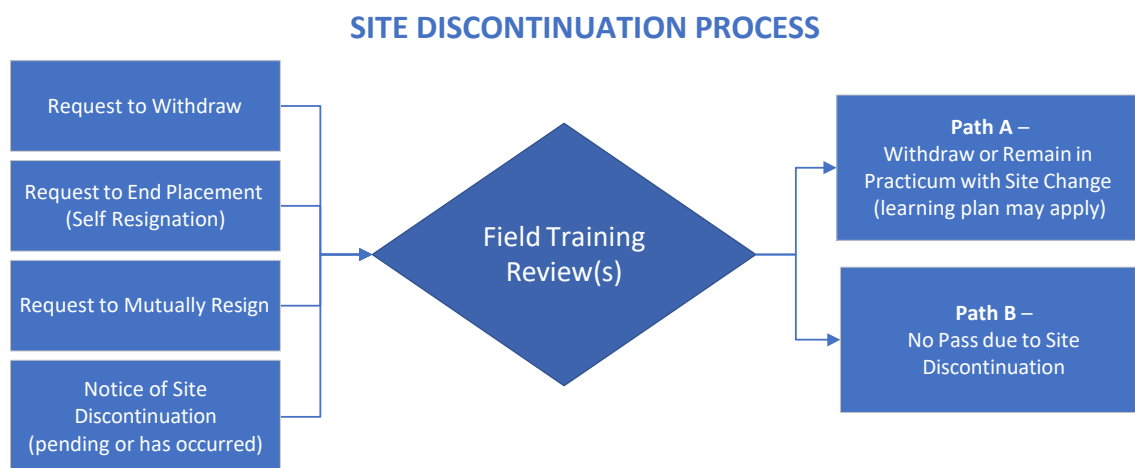 SITE DISCONTINUATION PROCESS
Request to Withdraw
Request to End Placement
(Self Resignation)
Request to Mutually Resign
Notice of Site
Discontinuation
(pending or has occurred)
Field Training
Review(s)
Path A –
Withdraw or Remain in
Practicum with Site Change
(learning plan may apply)
Path B –
No Pass due to Site
Discontinuation